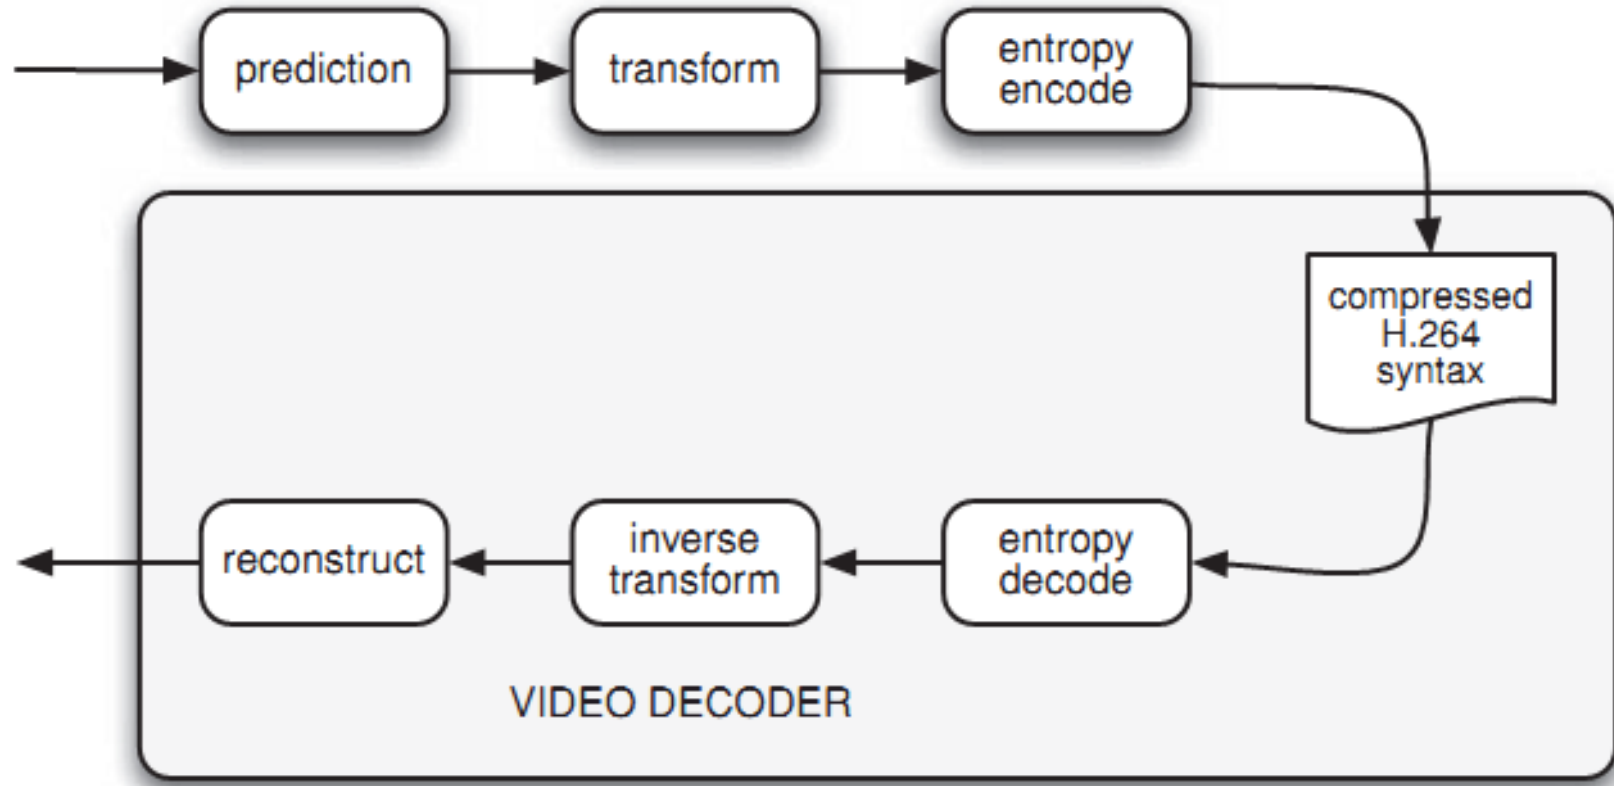 prediction
transform
entropy
encode
compressed
H.264
syntax
reconstruct
inverse
transform
entropy
decode
VIDEO DECODER